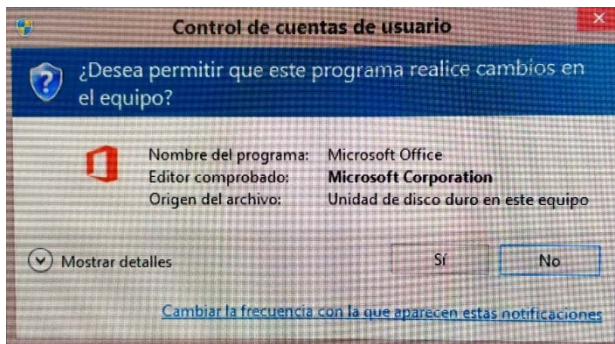 Control de cuentas de usuario
¿Desea permitir que este programa realice cambios en
el equipo?
Nombre del programa: Microsoft Office
Editor comprobado: Microsoft Corporation
Origen del archivo: Unidad de disco duro en este equipo
Mostrar detalles
Sí
No
Cambiar la frecuencia con la que aparecen estas notificaciones